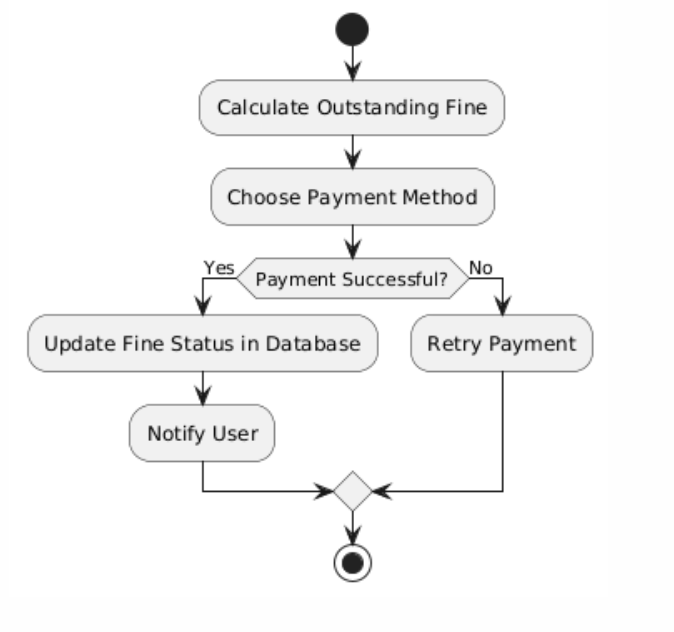 Calculate Outstanding Fine
Choose Payment Method
Yes
Payment Successful?
No
Update Fine Status in Database
Retry Payment
Notify User